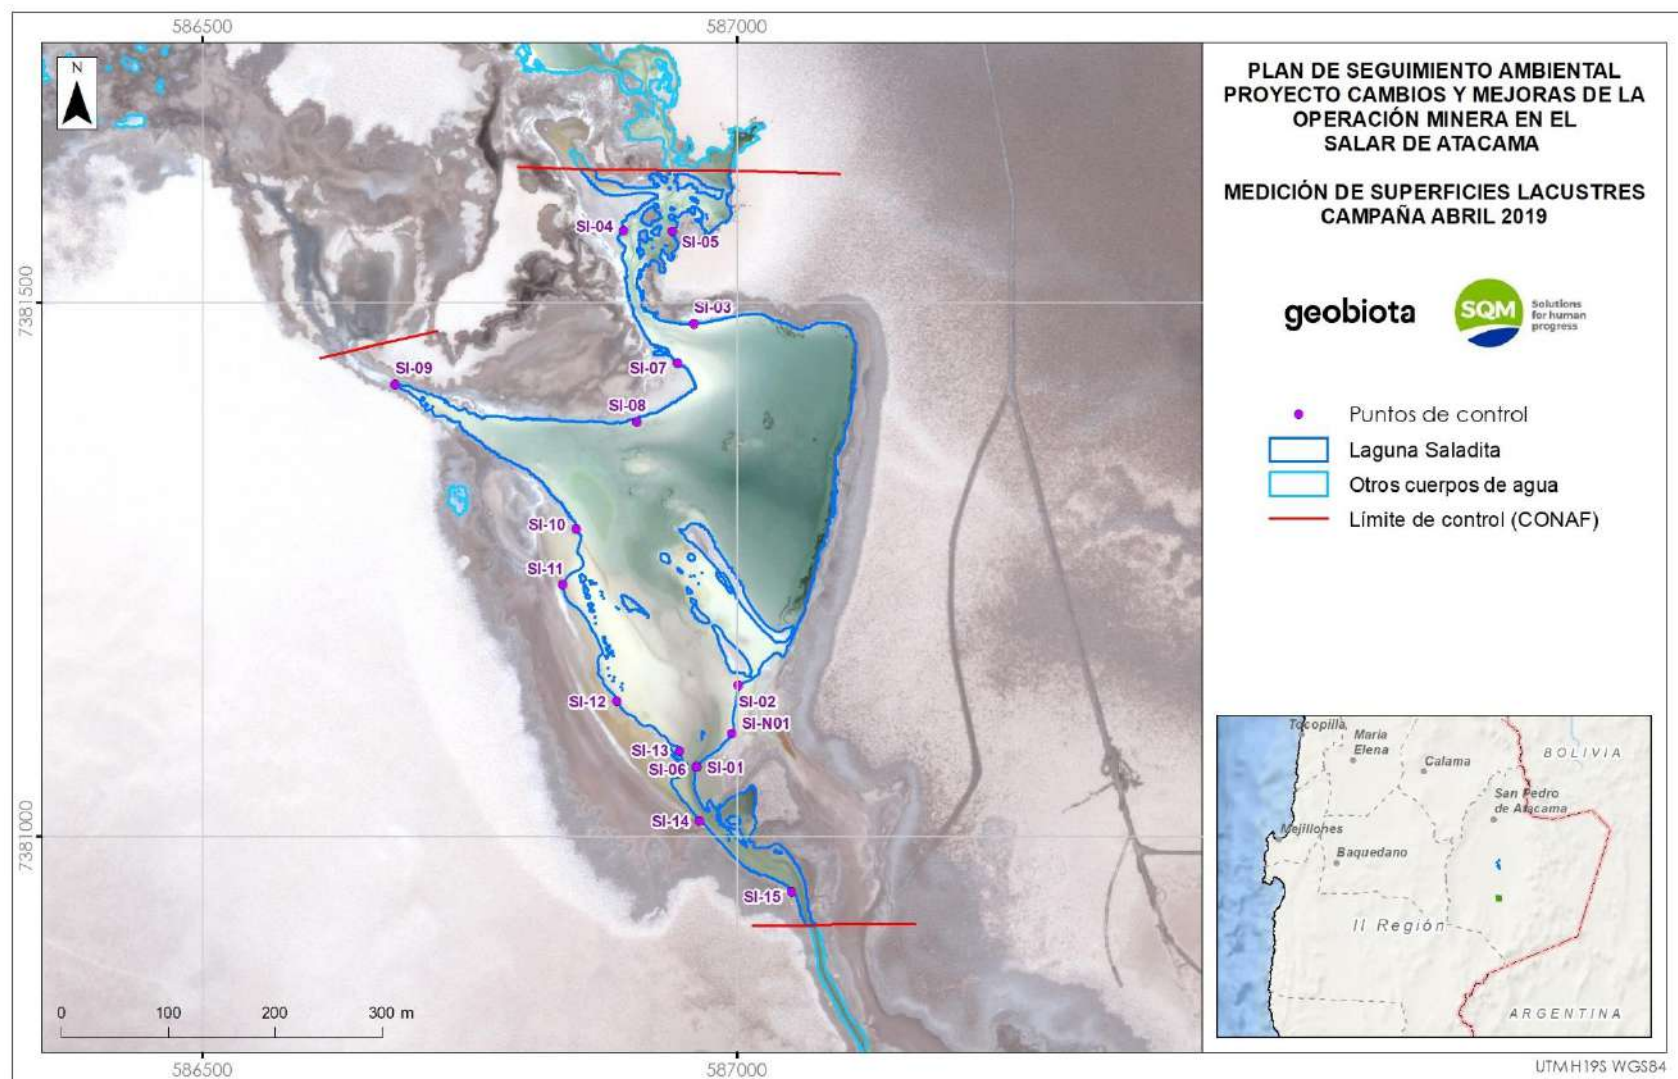 586500
587000
N
7381500
7381000
SI-04
SI-05
SI-03
SI-07
SI-09
SI-08
SI-10
SI-11
SI-12
SI-02
SI-N01
SI-13
SI-06
SI-01
SI-14
SI-15
0
100
200
300 m
586500
587000
PLAN DE SEGUIMIENTO AMBIENTAL
PROYECTO CAMBIOS Y MEJORAS DE LA
OPERACIÓN MINERA EN EL
SALAR DE ATACAMA
MEDICIÓN DE SUPERFICIES LACUSTRES
CAMPAÑA ABRIL 2019
geobiota
SQM
Solutions
for human
progress
Puntos de control
Laguna Saladita
Otros cuerpos de agua
Límite de control (CONAF)
Tocopilla
Maria
Elena
BOLIVIA
Calama
San Pedro
de Atacama
Mejillones
Baquedano
II Región
ARGENTINA
UTM H19S WGS84